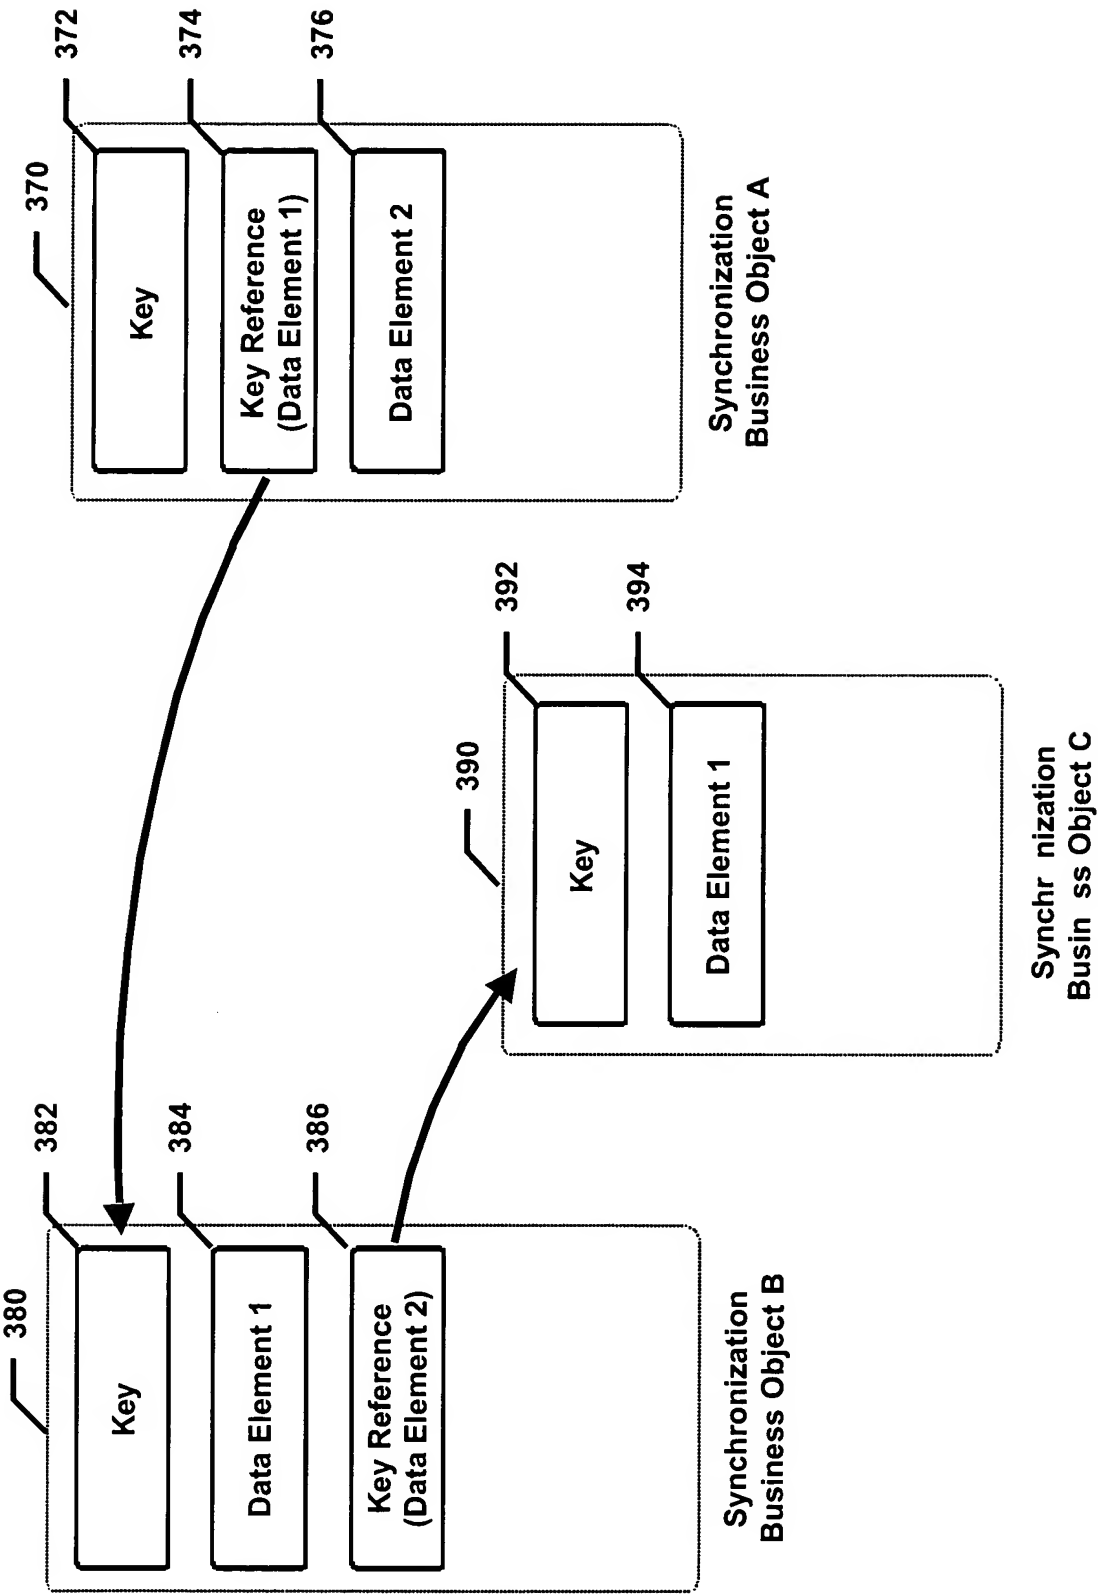 380
382
Key
384
Data Element 1
386
Key Reference
(Data Element 2)
Synchronization
Business Object B
390
392
Key
394
Data Element 1
Synchr nization
Busin ss Object C
370
372
Key
374
Key Reference
(Data Element 1)
376
Data Element 2
Synchronization
Business Object A